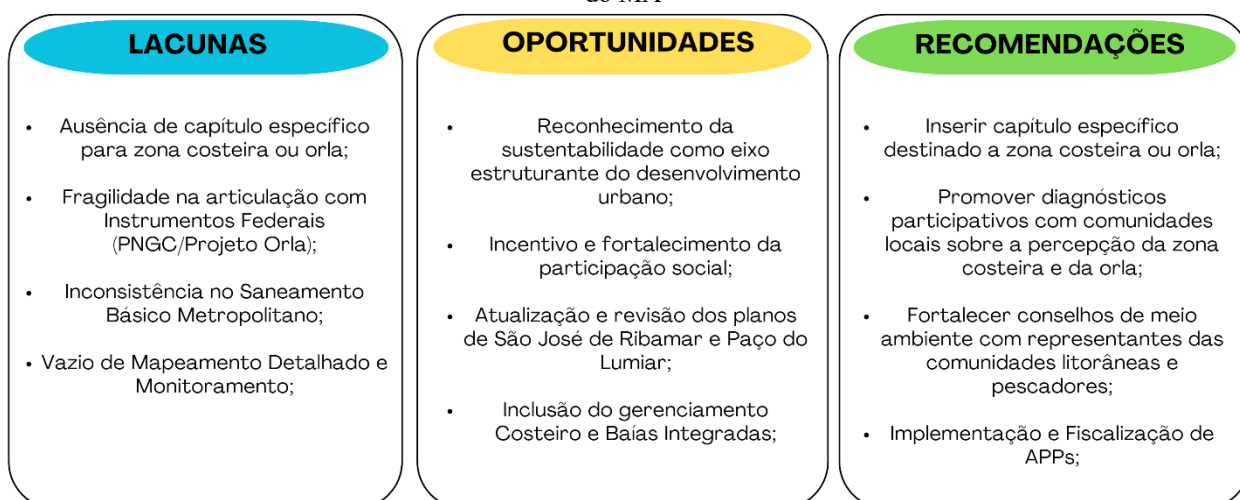 do MA
LACUNAS
• Ausência de capítulo específico
para zona costeira ou orla;
• Fragilidade na articulação com
Instrumentos Federais
(PNGC/Projeto Orla);
• Inconsistência no Saneamento
Básico Metropolitano;
• Vazio de Mapeamento Detalhado e
Monitoramento;
OPORTUNIDADES
• Reconhecimento da
sustentabilidade como eixo
estruturante do desenvolvimento
urbano;
• Incentivo e fortalecimento da
participação social;
• Atualização e revisão dos planos
de São José de Ribamar e Paço do
Lumiar;
• Inclusão do gerenciamento
Costeiro e Baías Integradas;
RECOMENDAÇÕES
• Inserir capítulo específico
destinado a zona costeira ou orla;
• Promover diagnósticos
participativos com comunidades
locais sobre a percepção da zona
costeira e da orla;
• Fortalecer conselhos de meio
ambiente com representantes das
comunidades litorâneas e
pescadores;
• Implementação e Fiscalização de
APPs;